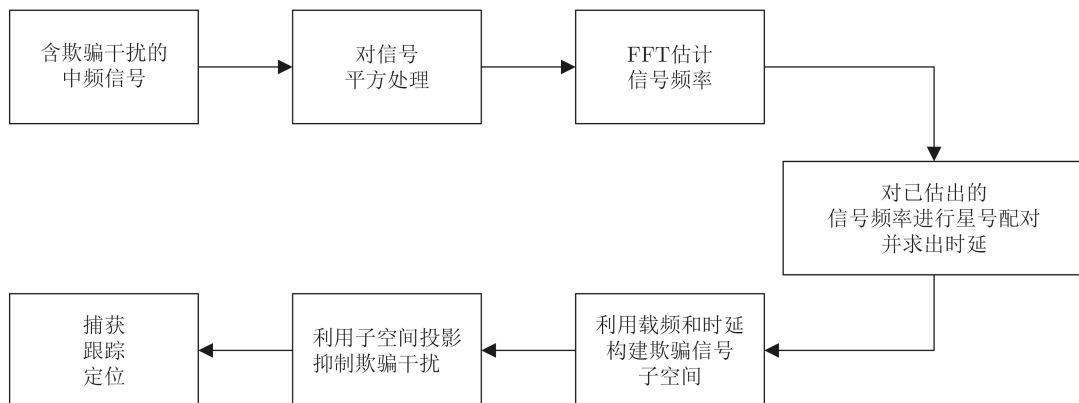 含欺骗干扰的
中频信号
对信号
平方处理
FFT估计
信号频率
对已估出的
信号频率进行星号配对
并求出时延
利用载频和时延
构建欺骗信号
子空间
利用子空间投影
抑制欺骗干扰
捕获
跟踪
定位